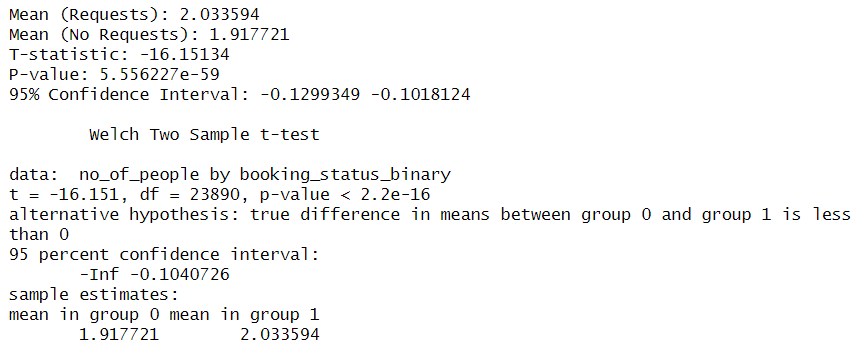 Mean (Requests): 2.033594
Mean (No Requests): 1.917721
T-statistic: -16.15134
P-value: 5.556227e-59
95% Confidence Interval: -0.1299349 -0.1018124
Welch Two Sample t-test
data:  no_of_people by booking_status_binary
t = -16.151, df = 23890, p-value < 2.2e-16
alternative hypothesis: true difference in means between group 0 and group 1 is less
than 0
95 percent confidence interval:
-Inf -0.1040726
sample estimates:
mean in group 0 mean in group 1
1.917721        2.033594